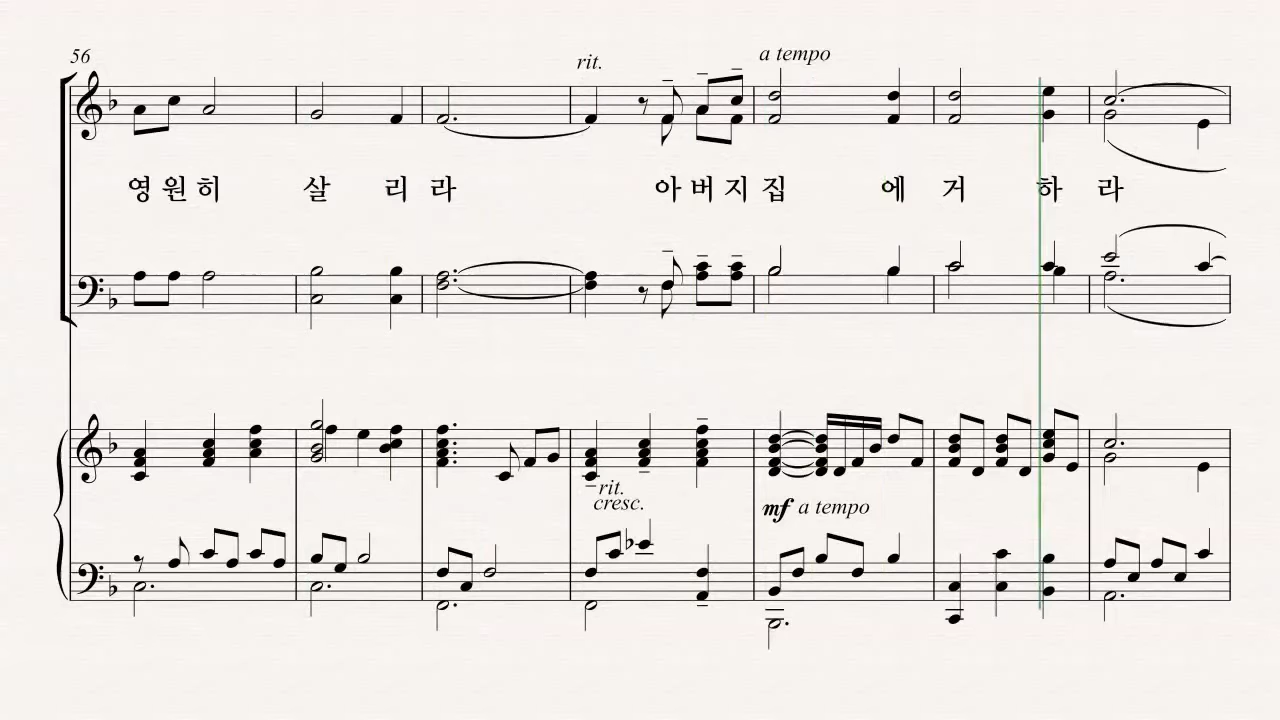 56
rit.
a tempo
영 원 히 살 리 라 아 버 지 집 에 거 하 라
rit.
cresc.
mf a tempo